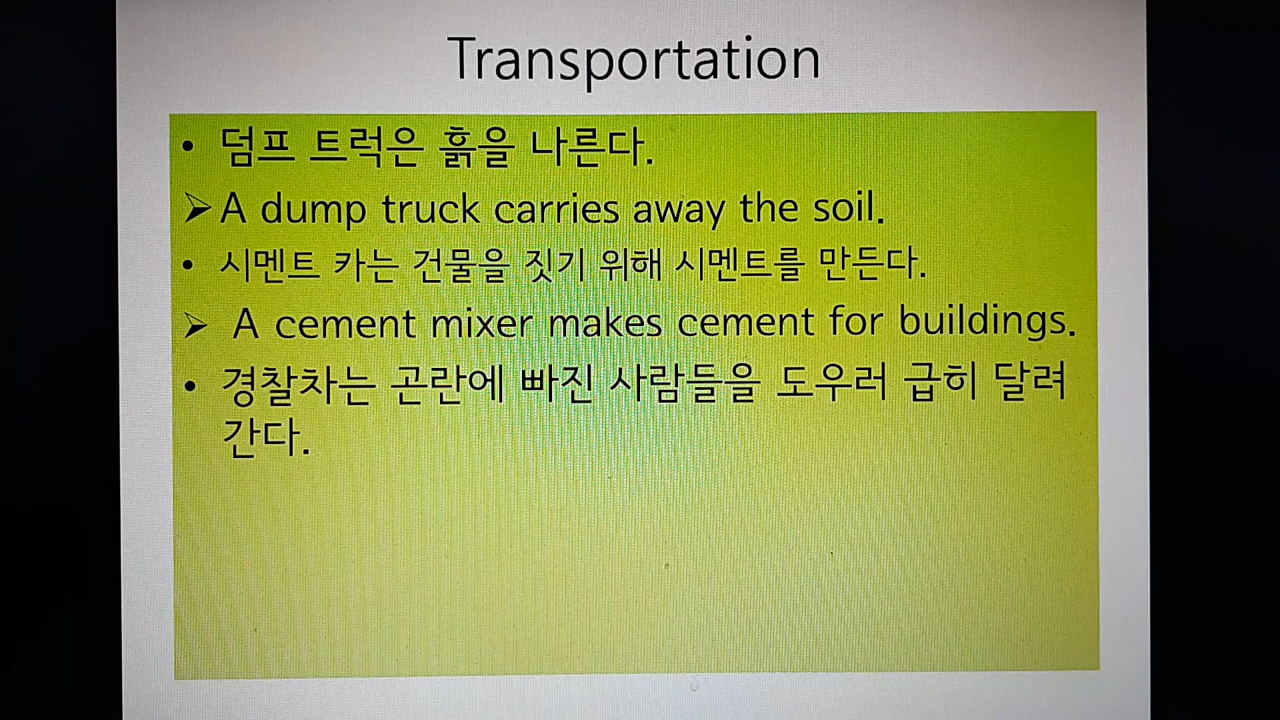 Transportation
• 덤프 트럭은 흙을 나른다.
➢ A dump truck carries away the soil.
• 시멘트 카는 건물을 짓기 위해 시멘트를 만든다.
➢ A cement mixer makes cement for buildings.
• 경찰차는 곤란에 빠진 사람들을 도우러 급히 달려
간다.